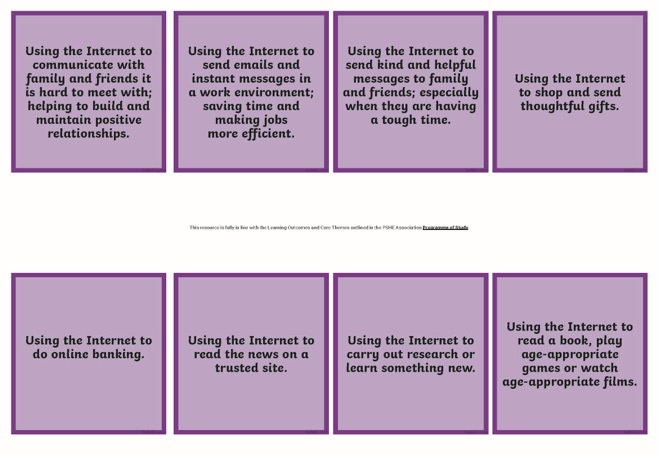 Using the Internet to
communicate with
family and friends it
is hard to meet with;
helping to build and
maintain positive
relationships.
Using the Internet to
send emails and
instant messages in
a work environment;
saving time and
making jobs
more efficient.
Using the Internet to
send kind and helpful
messages to family
and friends; especially
when they are having
a tough time.
Using the Internet
to shop and send
thoughtful gifts.
This resource is fully in line with the Learning Outcomes and Core Themes outlined in the PSHE Association Programme of Study.
Using the Internet to
do online banking.
Using the Internet to
read the news on a
trusted site.
Using the Internet to
carry out research or
learn something new.
Using the Internet to
read a book, play
age-appropriate
games or watch
age-appropriate films.